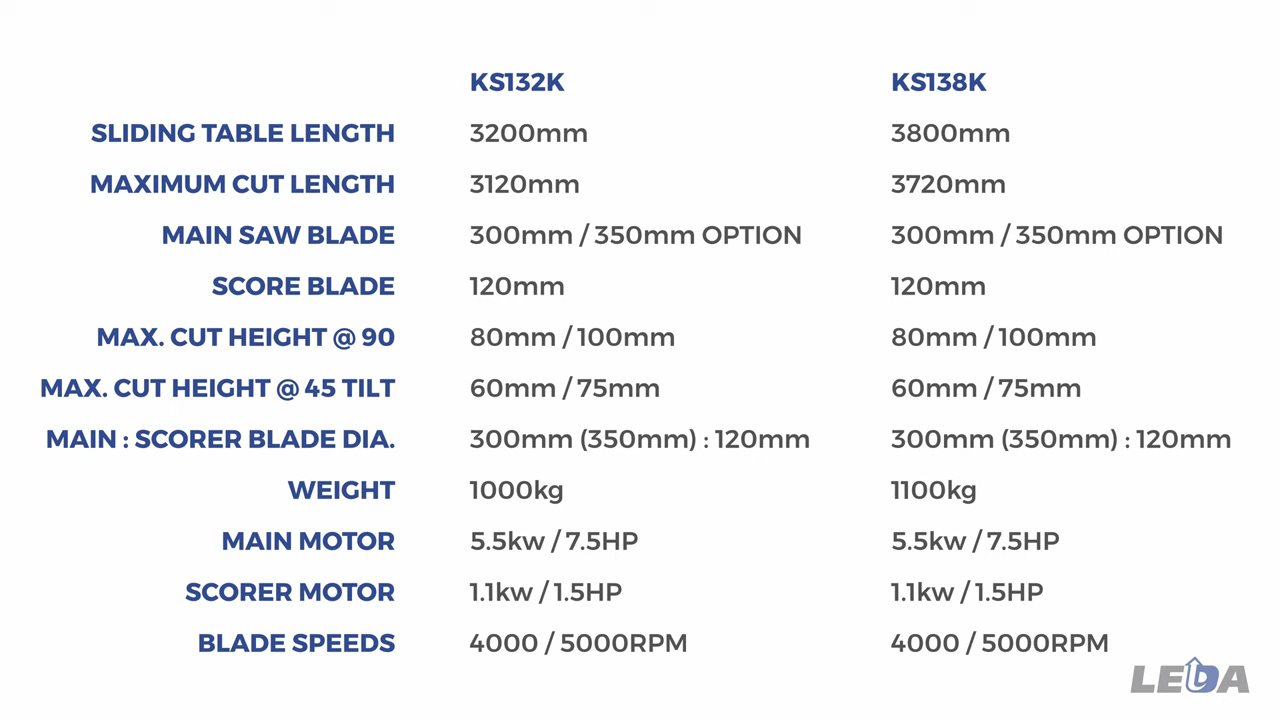 KS132K KS138K
SLIDING TABLE LENGTH 3200mm 3800mm
MAXIMUM CUT LENGTH 3120mm 3720mm
MAIN SAW BLADE 300mm / 350mm OPTION 300mm / 350mm OPTION
SCORE BLADE 120mm 120mm
MAX. CUT HEIGHT @ 90 80mm / 100mm 80mm / 100mm
MAX. CUT HEIGHT @ 45 TILT 60mm / 75mm 60mm / 75mm
MAIN : SCORER BLADE DIA. 300mm (350mm) : 120mm 300mm (350mm) : 120mm
WEIGHT 1000kg 1100kg
MAIN MOTOR 5.5kw / 7.5HP 5.5kw / 7.5HP
SCORER MOTOR 1.1kw / 1.5HP 1.1kw / 1.5HP
BLADE SPEEDS 4000 / 5000RPM 4000 / 5000RPM
LEDA